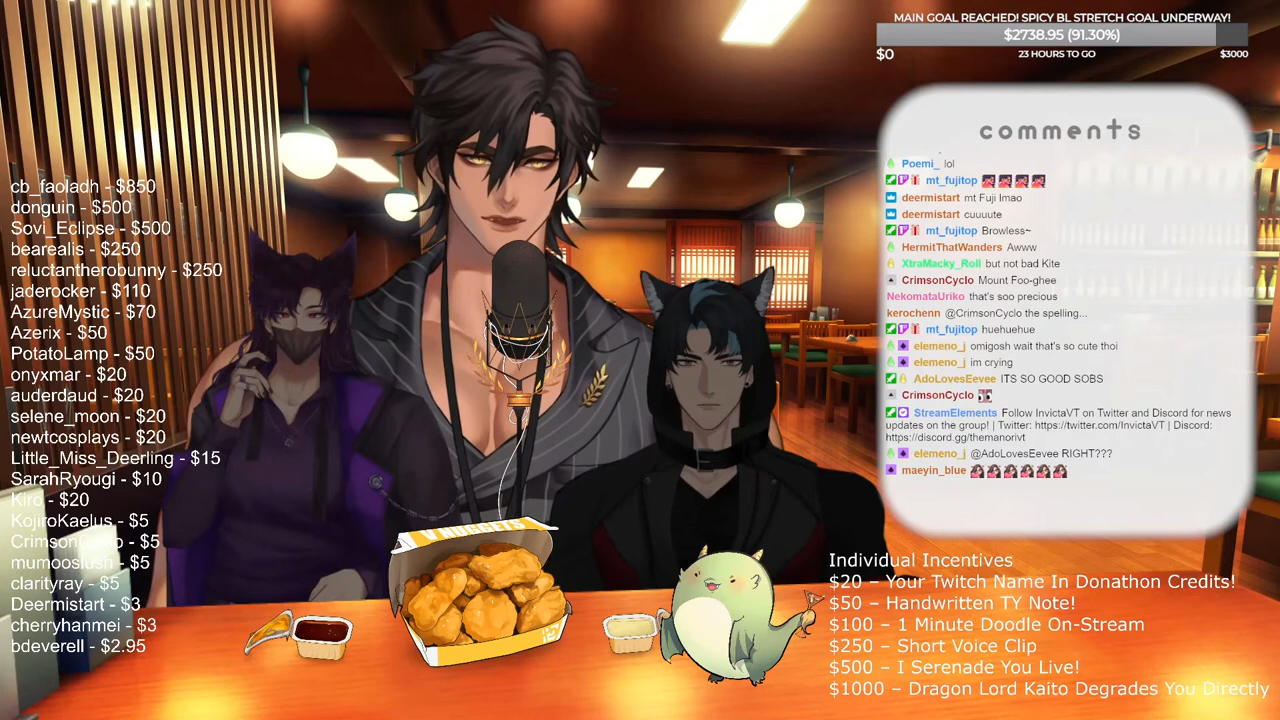 MAIN GOAL REACHED! SPICY BL STRETCH GOAL UNDERWAY!
$2738.95 (91.30%)
$0
23 HOURS TO GO
$3000
comments
Poemi_ lol
mt_fujitop
deermistart mt Fuji lmao
deermistart cuuuute
mt_fujitop Browless~
HermitThatWanders Awww
XtraMacky_Roll but not bad Kite
CrimsonCyclo Mount Foo-ghee
NekomataUriko that's soo precious
kerochenn @CrimsonCyclo the spelling...
mt_fujitop huehuehue
elemeno_j omigosh wait that's so cute thoi
elemeno_j im crying
AdoLovesEevee ITS SO GOOD SOBS
CrimsonCyclo
StreamElements Follow InvictaVT on Twitter and Discord for news
updates on the group! | Twitter: https://twitter.com/InvictaVT | Discord:
https://discord.gg/themanorivt
elemeno_j @AdoLovesEevee RIGHT???
maeyin_blue
cb_faoladh - $850
donguin - $500
Sovi_Eclipse - $500
bearealis - $250
reluctantherobunny - $250
jaderocker - $110
AzureMystic - $70
Azerix - $50
PotatoLamp - $50
onyxmar - $20
auderdaud - $20
selene_moon - $20
newtcosplays - $20
Little_Miss_Deerling - $15
SarahRyougi - $10
Kiro - $20
KojiroKaelus - $5
CrimsonCyclo - $5
mumooslush - $5
clarityray - $5
Deermistart - $3
cherryhanmei - $3
bdeverell - $2.95
V NUGGETS
Individual Incentives
$20 – Your Twitch Name In Donathon Credits!
$50 – Handwritten TY Note!
$100 – 1 Minute Doodle On-Stream
$250 – Short Voice Clip
$500 – I Serenade You Live!
$1000 – Dragon Lord Kaito Degrades You Directly